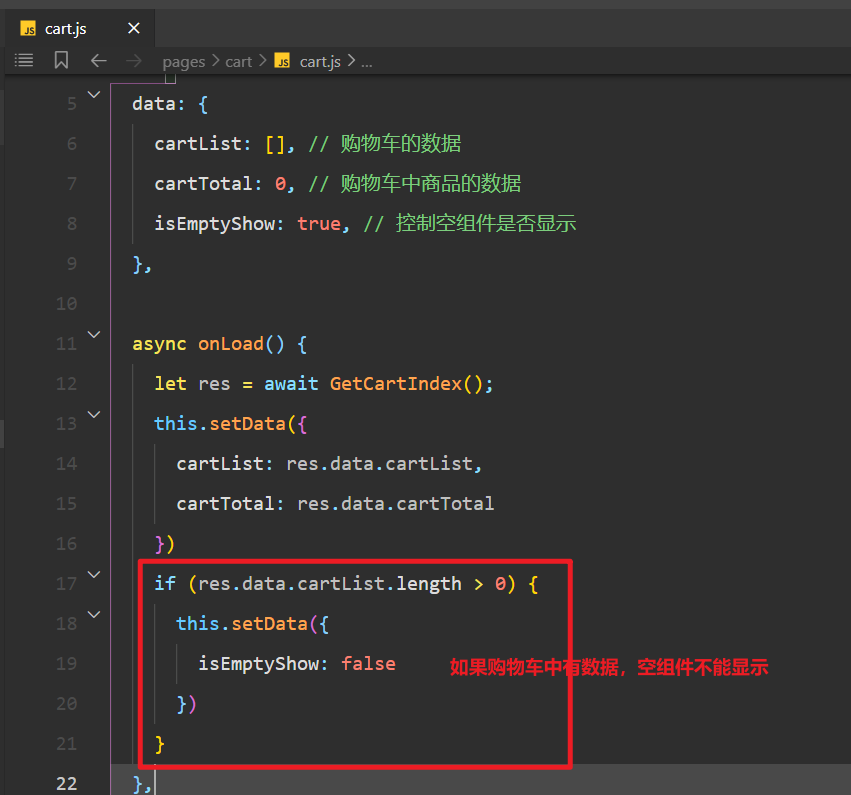 JS cart.js ×
pages > cart > JS cart.js > ...
5 data: {
6 cartList: [], // 购物车的数据
7 cartTotal: 0, // 购物车中商品的数据
8 isEmptyShow: true, // 控制空组件是否显示
9 },
10
11 async onLoad() {
12 let res = await GetCartIndex();
13 this.setData({
14 cartList: res.data.cartList,
15 cartTotal: res.data.cartTotal
16 })
17 if (res.data.cartList.length > 0) {
18 this.setData({
19 isEmptyShow: false 如果购物车中有数据，空组件不能显示
20 })
21 }
22 },